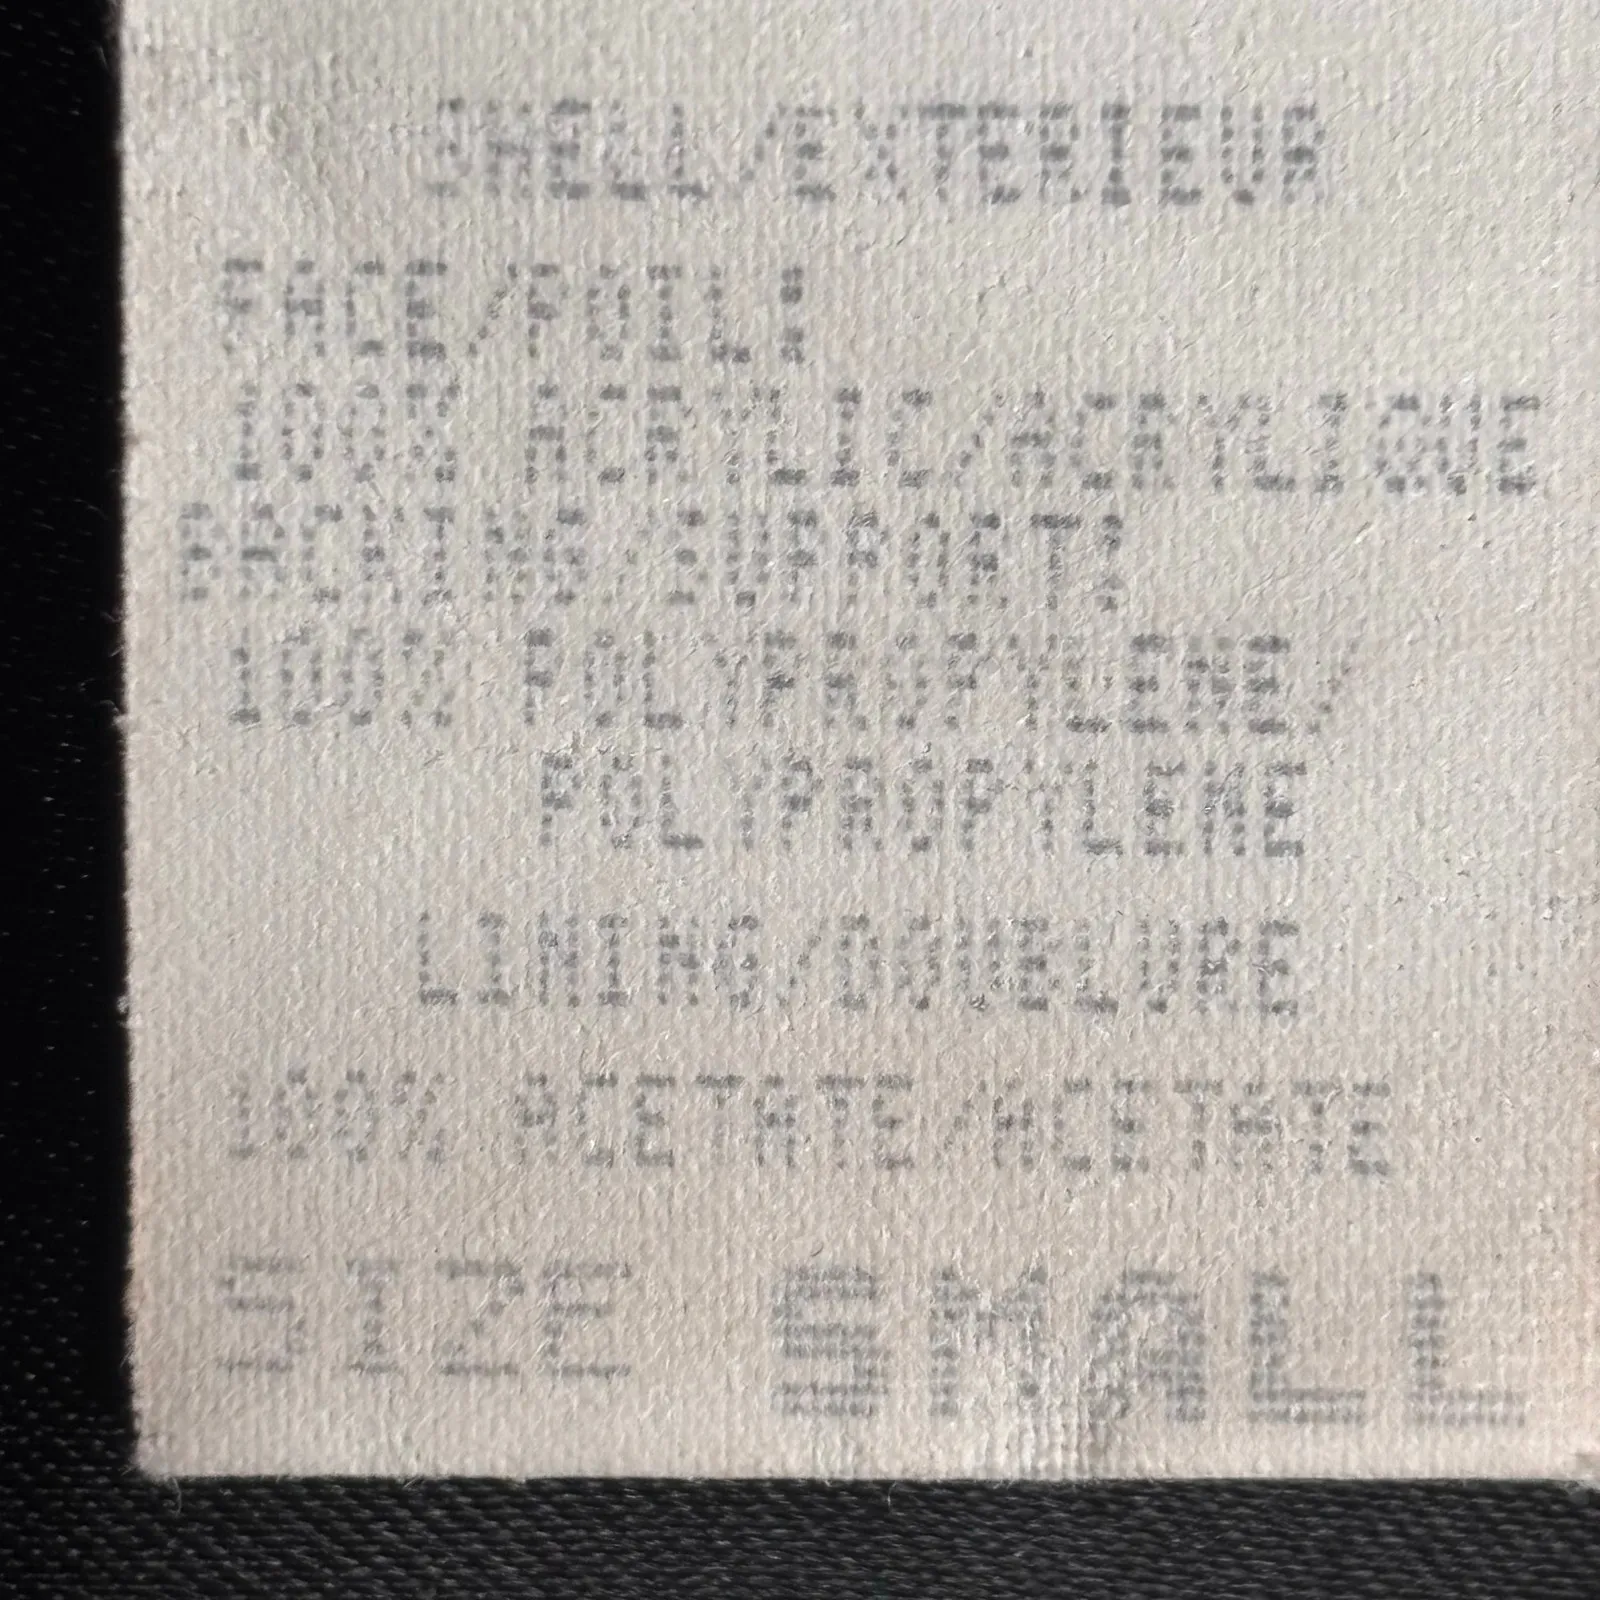 SHELL/EXTERIEUR
FACE/POIL:
100% ACRYLIC/ACRYLIQUE
BACKING/SUPPORT:
100% POLYPROPYLENE/
POLYPROPYLENE
LINING/DOUBLURE
100% ACETATE/ACETATE
SIZE SMALL